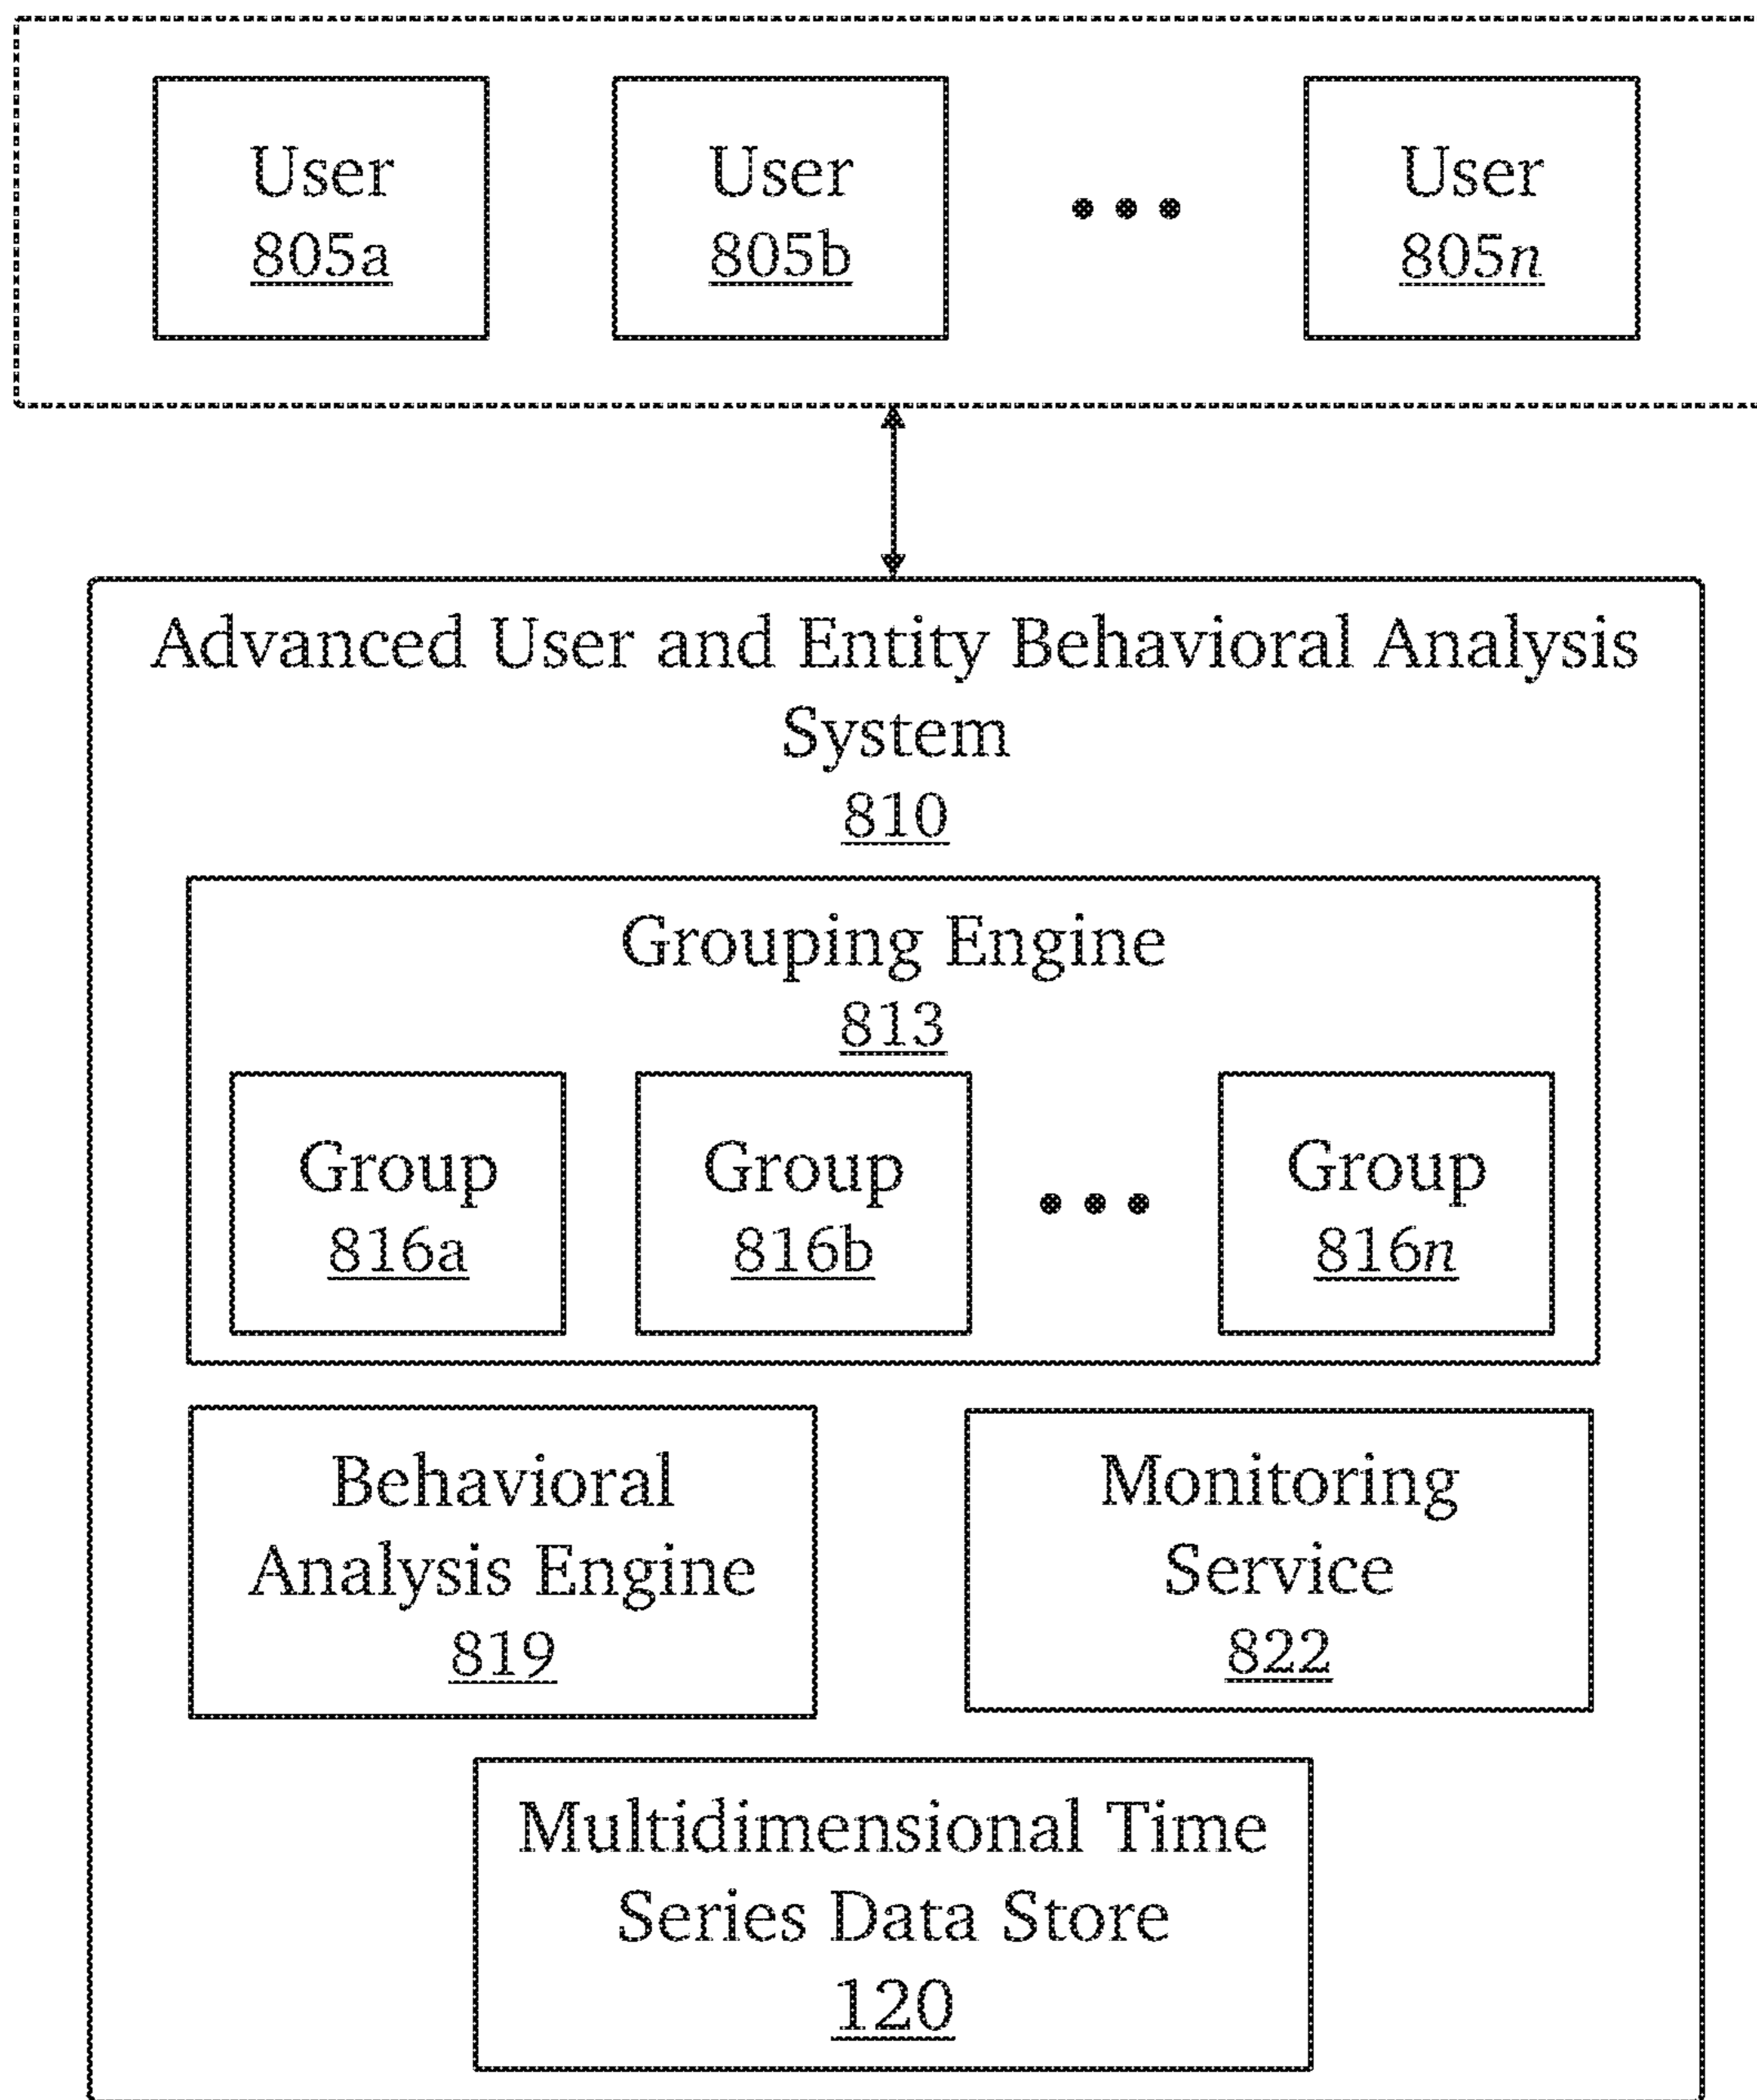 User
805a
User
805b
User
805n
Advanced User and Entity Behavioral Analysis
System
810
Grouping Engine
813
Group
816a
Group
816b
Group
816n
Behavioral
Analysis Engine
819
Monitoring
Service
822
Multidimensional Time
Series Data Store
120